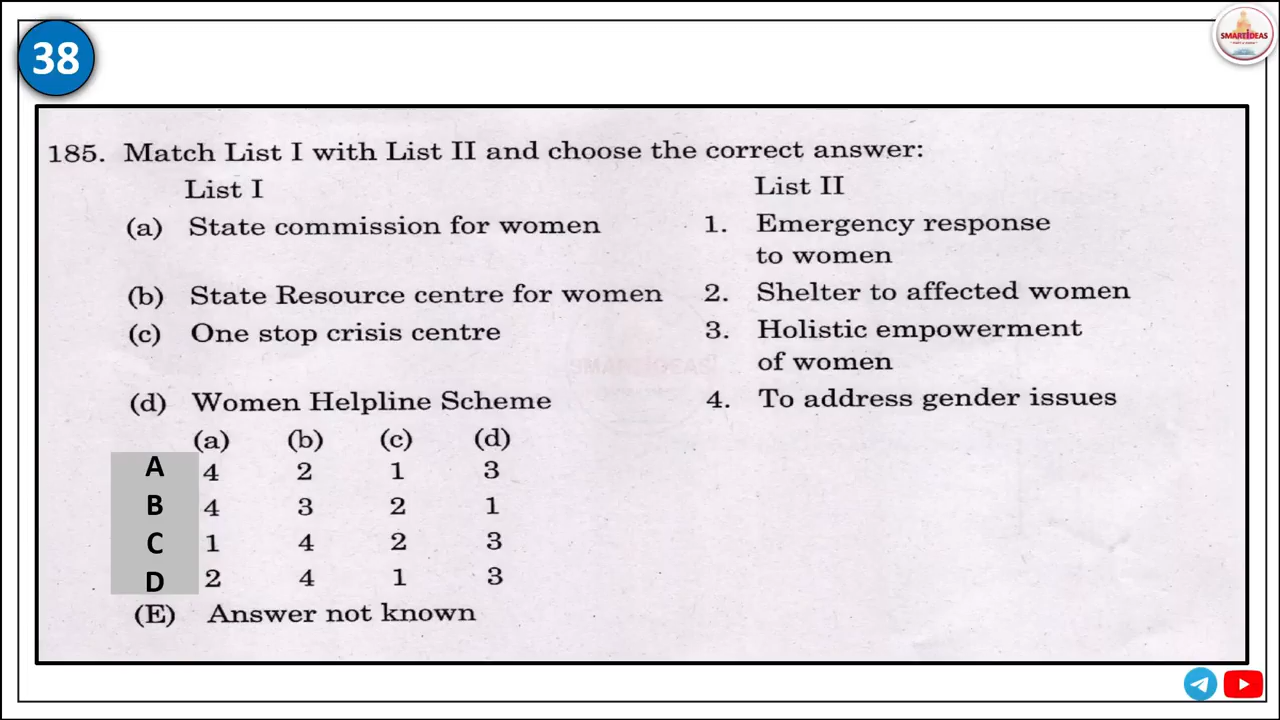 38
SMARTIDEAS
185. Match List I with List II and choose the correct answer:
List I List II
(a) State commission for women 1. Emergency response
to women
(b) State Resource centre for women 2. Shelter to affected women
(c) One stop crisis centre 3. Holistic empowerment
of women
(d) Women Helpline Scheme 4. To address gender issues
(a) (b) (c) (d)
A 4 2 1 3
B 4 3 2 1
C 1 4 2 3
D 2 4 1 3
(E) Answer not known
SMARTIDEAS